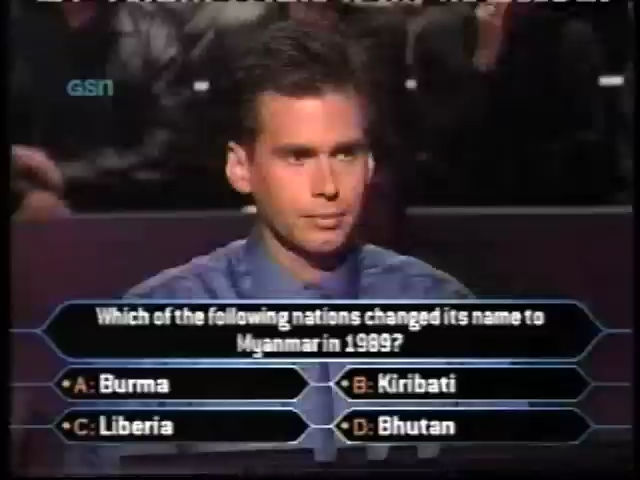 GSN
Which of the following nations changed its name to
Myanmar in 1989?
A: Burma
B: Kiribati
C: Liberia
D: Bhutan